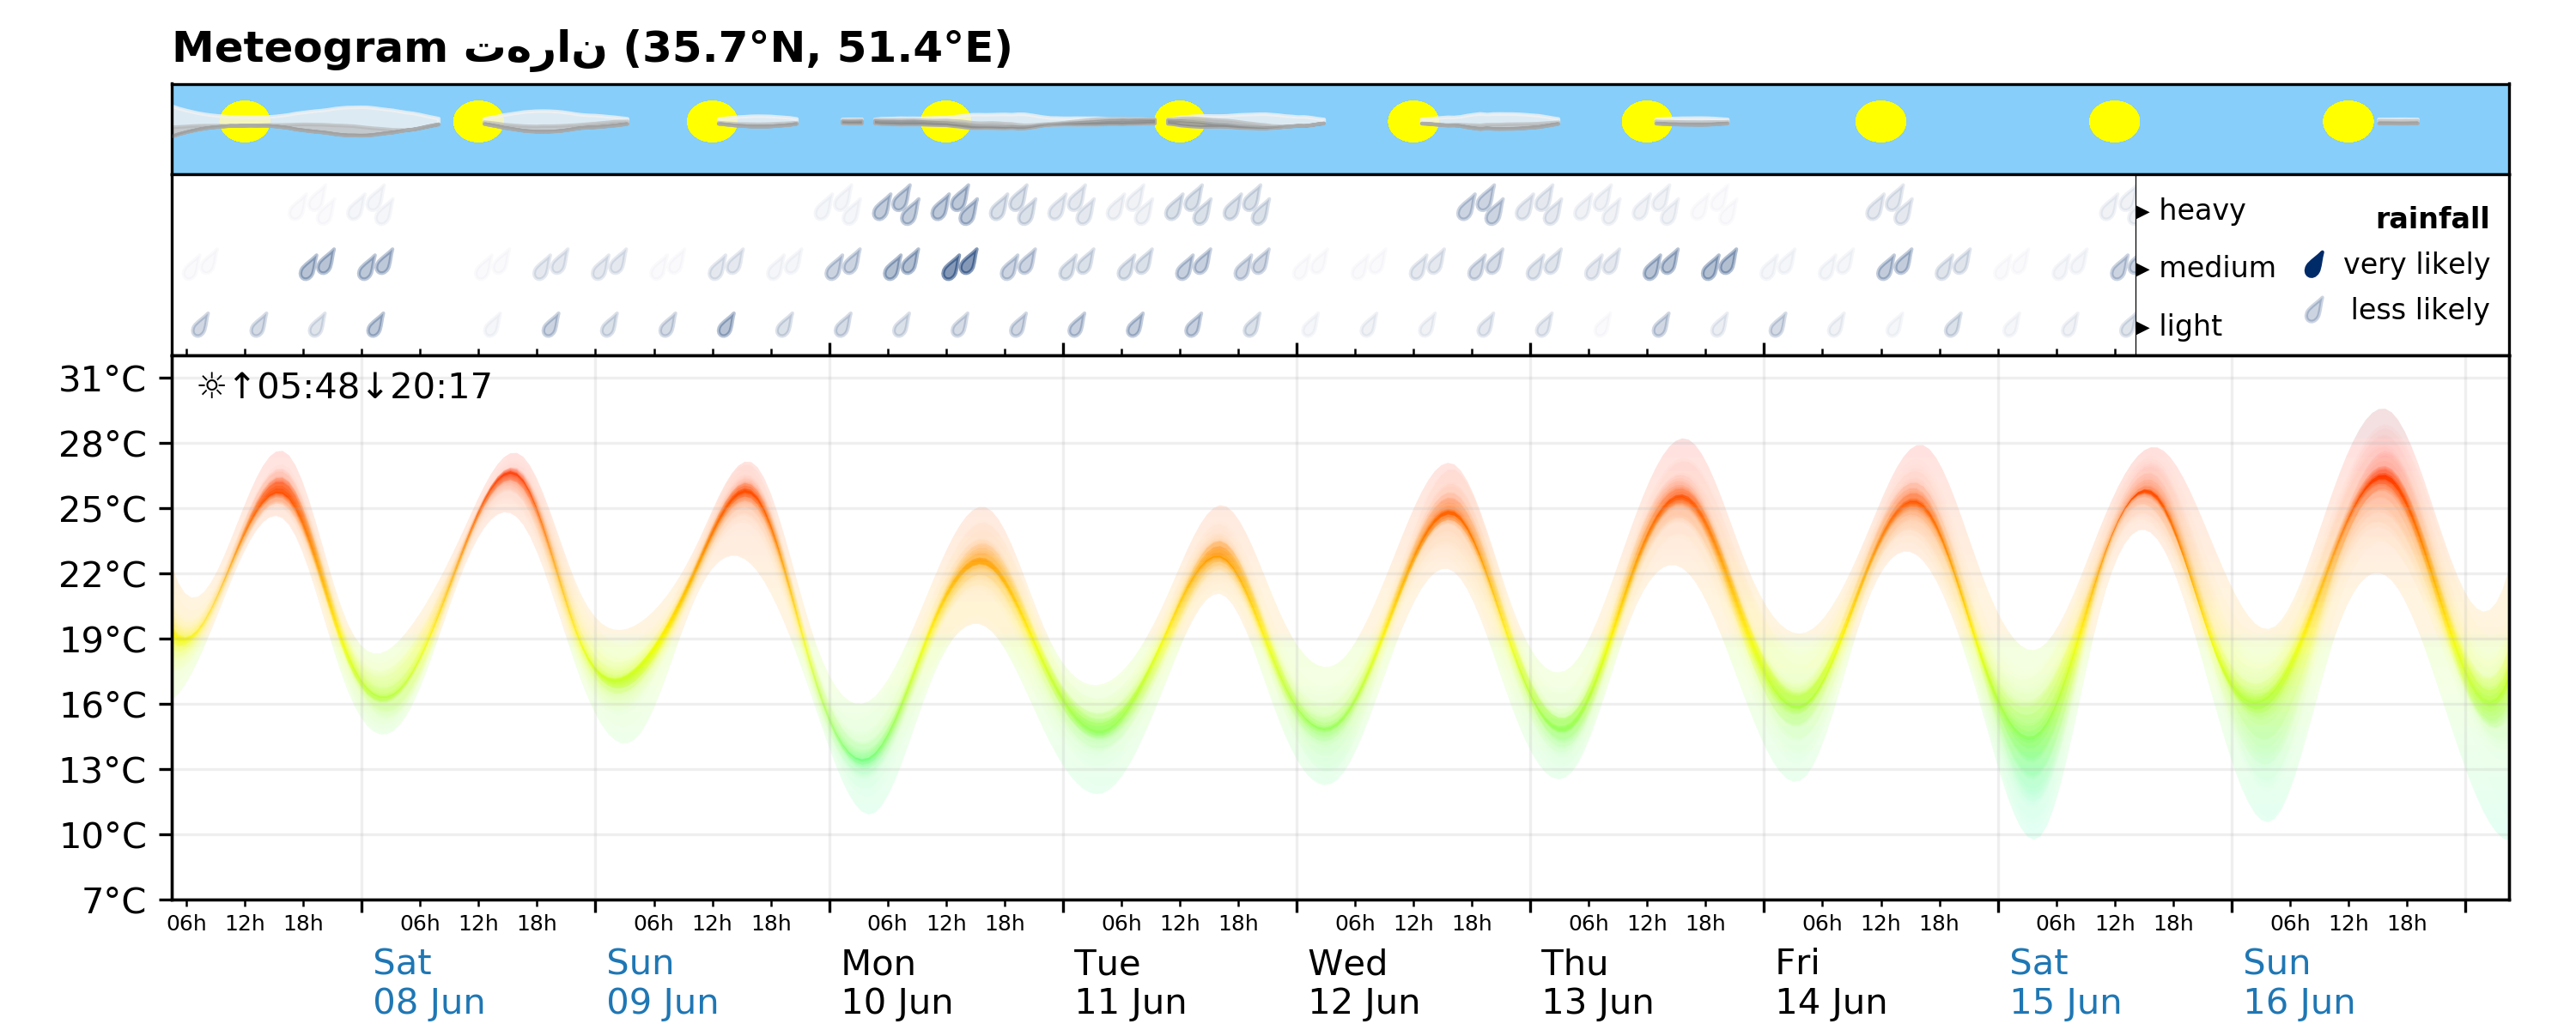 Meteogram نارهت (35.7°N, 51.4°E)
heavy
medium
light
rainfall
very likely
less likely
☼↑05:48↓20:17
31°C
28°C
25°C
22°C
19°C
16°C
13°C
10°C
7°C
06h 12h 18h 06h 12h 18h 06h 12h 18h 06h 12h 18h 06h 12h 18h 06h 12h 18h 06h 12h 18h 06h 12h 18h 06h 12h 18h 06h 12h 18h
Sat Sun Mon Tue Wed Thu Fri Sat Sun
08 Jun 09 Jun 10 Jun 11 Jun 12 Jun 13 Jun 14 Jun 15 Jun 16 Jun